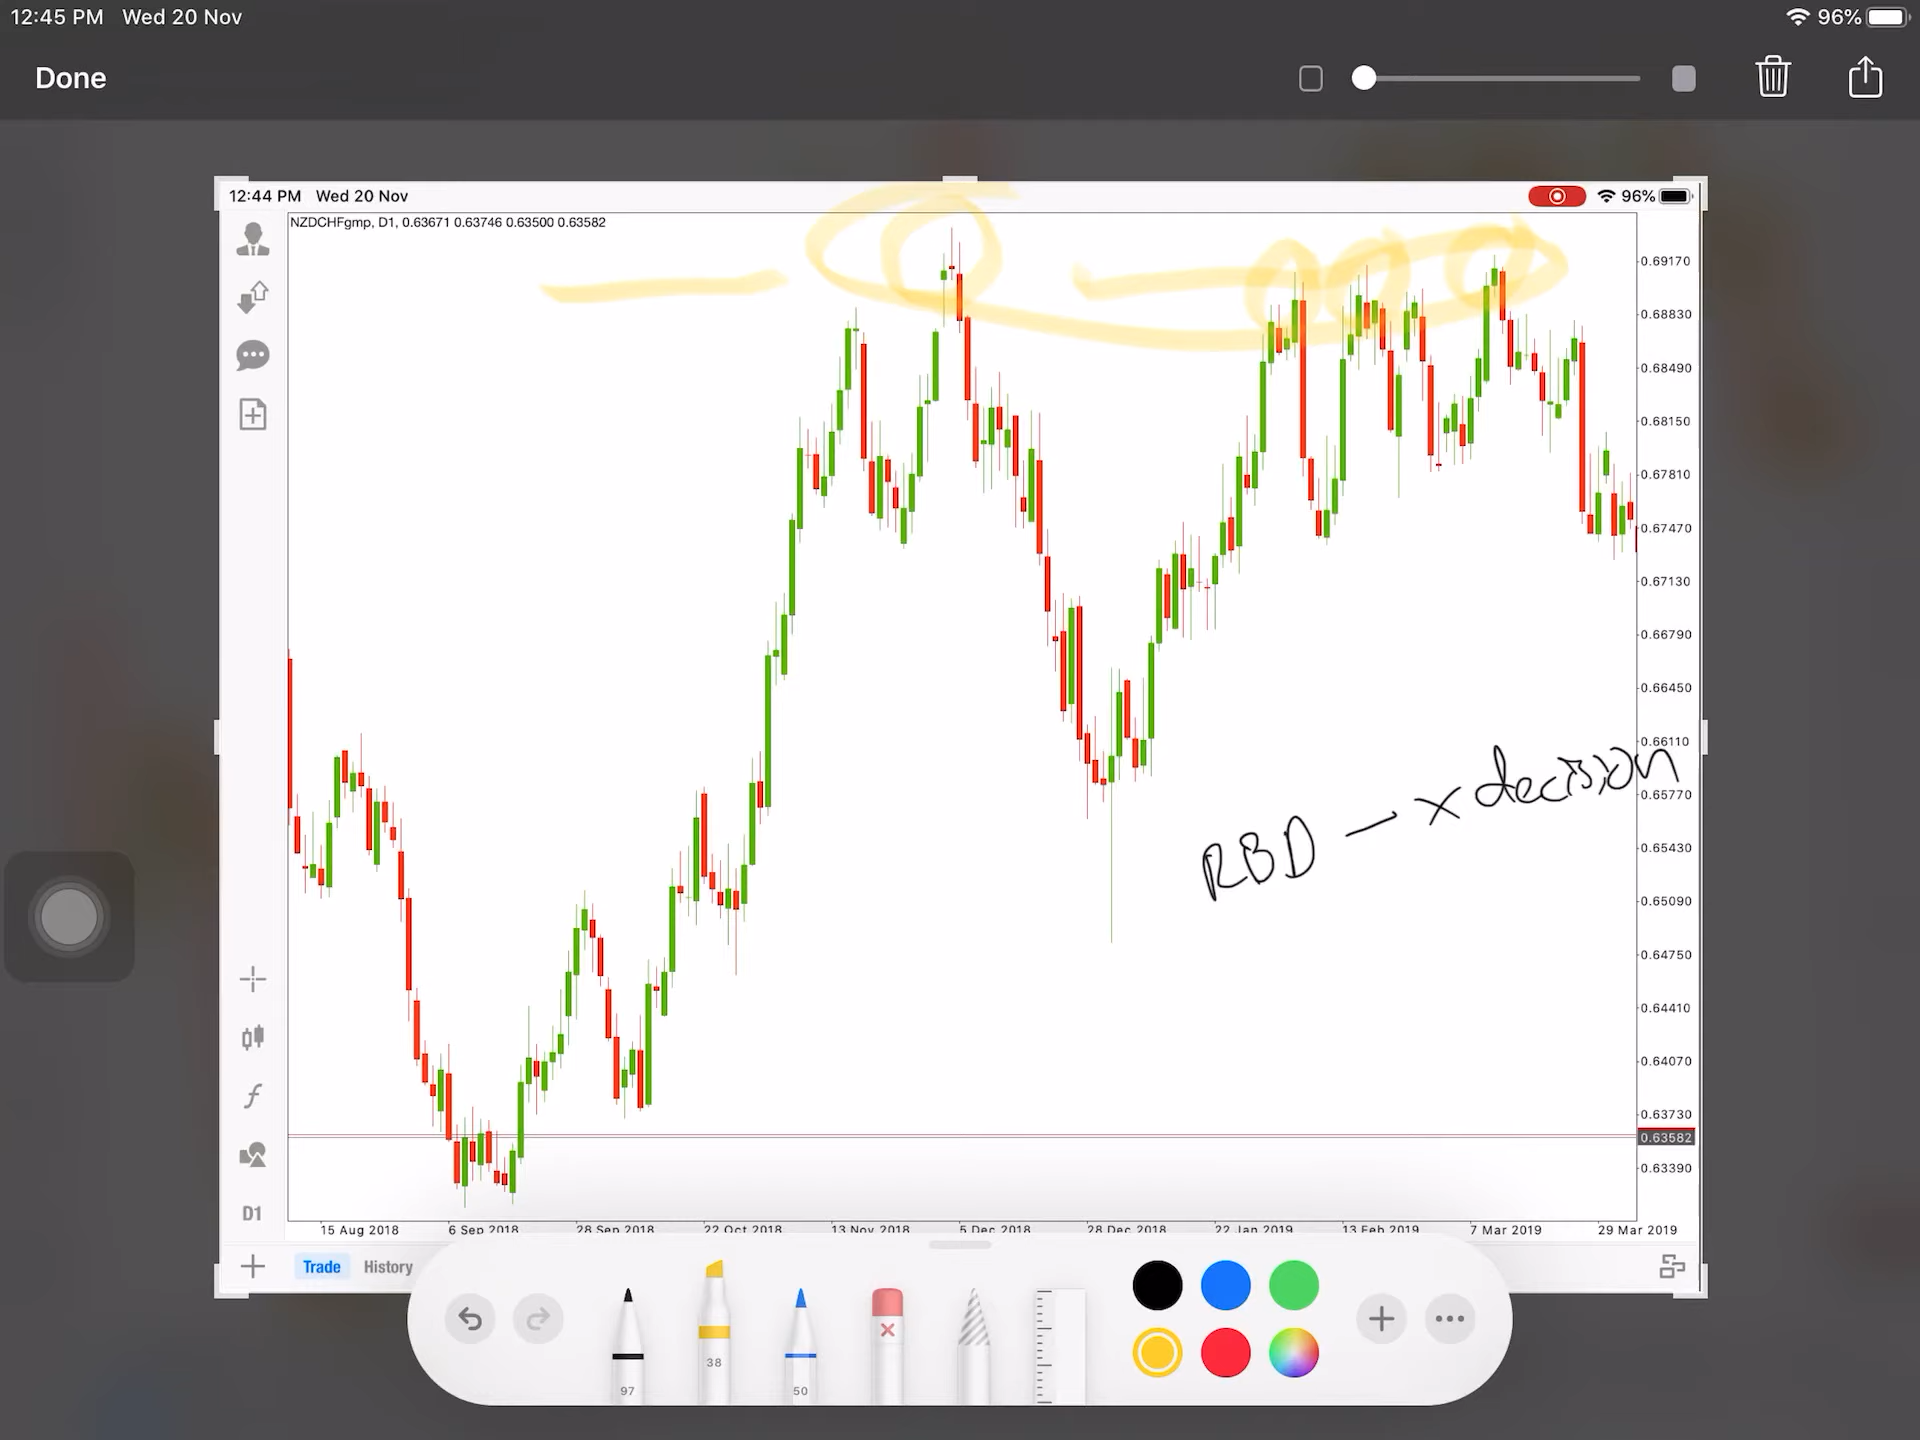 12:45 PM Wed 20 Nov
96%
Done
12:44 PM Wed 20 Nov
96%
NZDCHFgmp, D1, 0.63671 0.63746 0.63500 0.63582
0.69170
0.68830
0.68490
0.68150
0.67810
0.67470
0.67130
0.66790
0.66450
0.66110
RBD — x decision
0.65770
0.65430
0.65090
0.64750
0.64410
0.64070
0.63730
0.63582
0.63390
D1
15 Aug 2018 6 Sep 2018 28 Sep 2018 22 Oct 2018 13 Nov 2018 5 Dec 2018 28 Dec 2018 22 Jan 2019 13 Feb 2019 7 Mar 2019 29 Mar 2019
Trade History
97 38 50